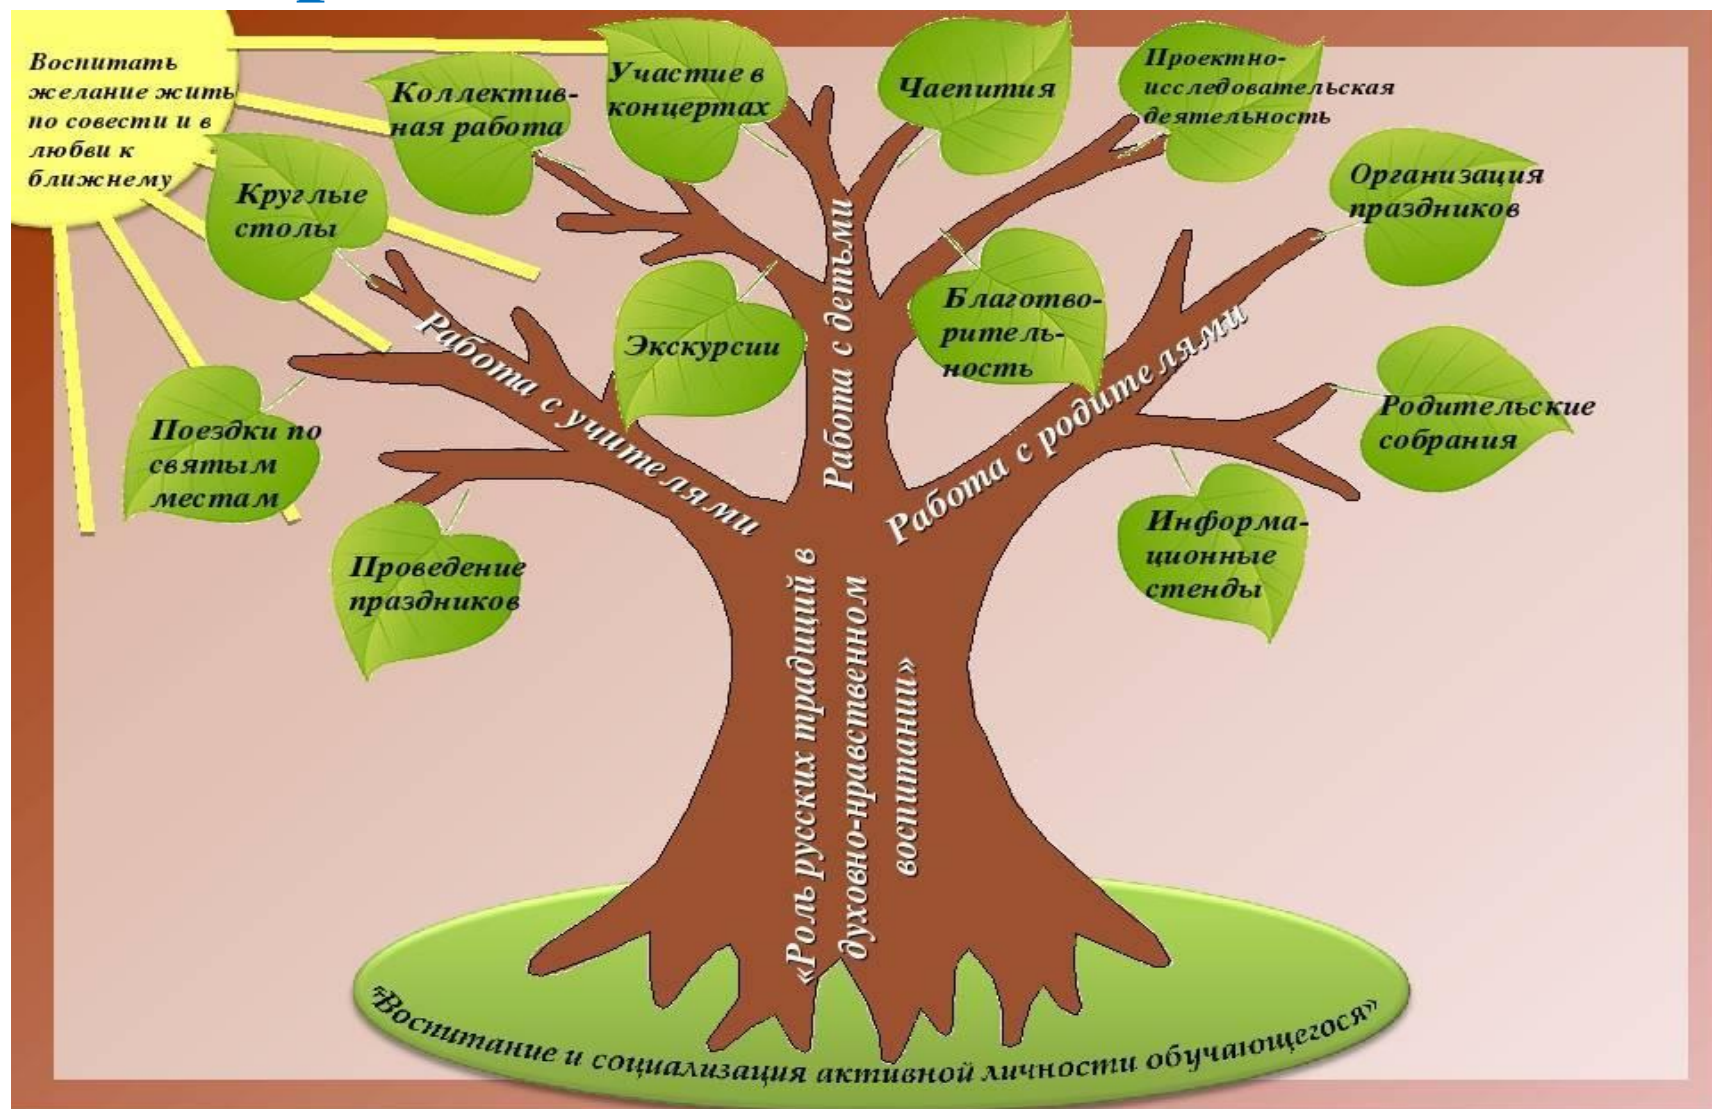 Воспитать
желание жить
по совести и в
любви к
ближнему
Коллектив-
ная работа
Участие в
концертах
Чаепития
Проектно-
исследовательская
деятельность
Круглые
столы
Организация
праздников
Экскурсии
Благотво-
ритель-
ность
Поездки по
святым
местам
Родительские
собрания
Проведение
праздников
Информа-
ционные
стенды
Работа с учителями
Работа с детьми
Работа с родителями
«Роль русских традиций в
духовно-нравственном
воспитании»
"Воспитание и социализация активной личности обучающегося»